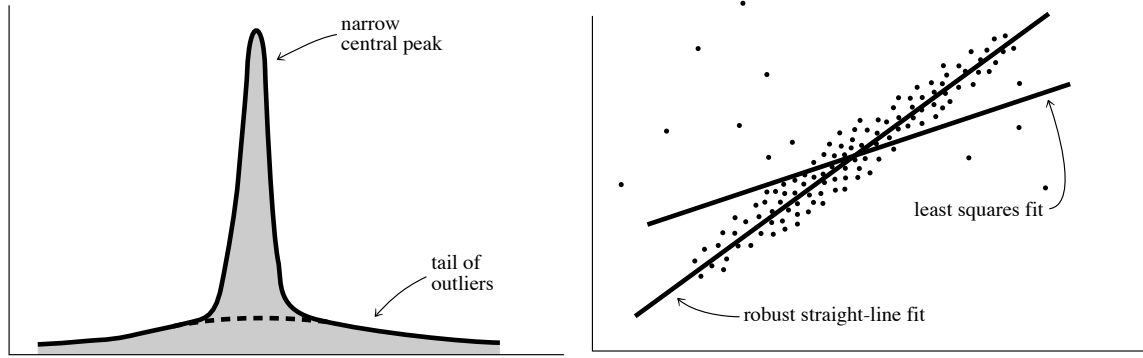 narrow
central peak
tail of
outliers
least squares fit
robust straight-line fit